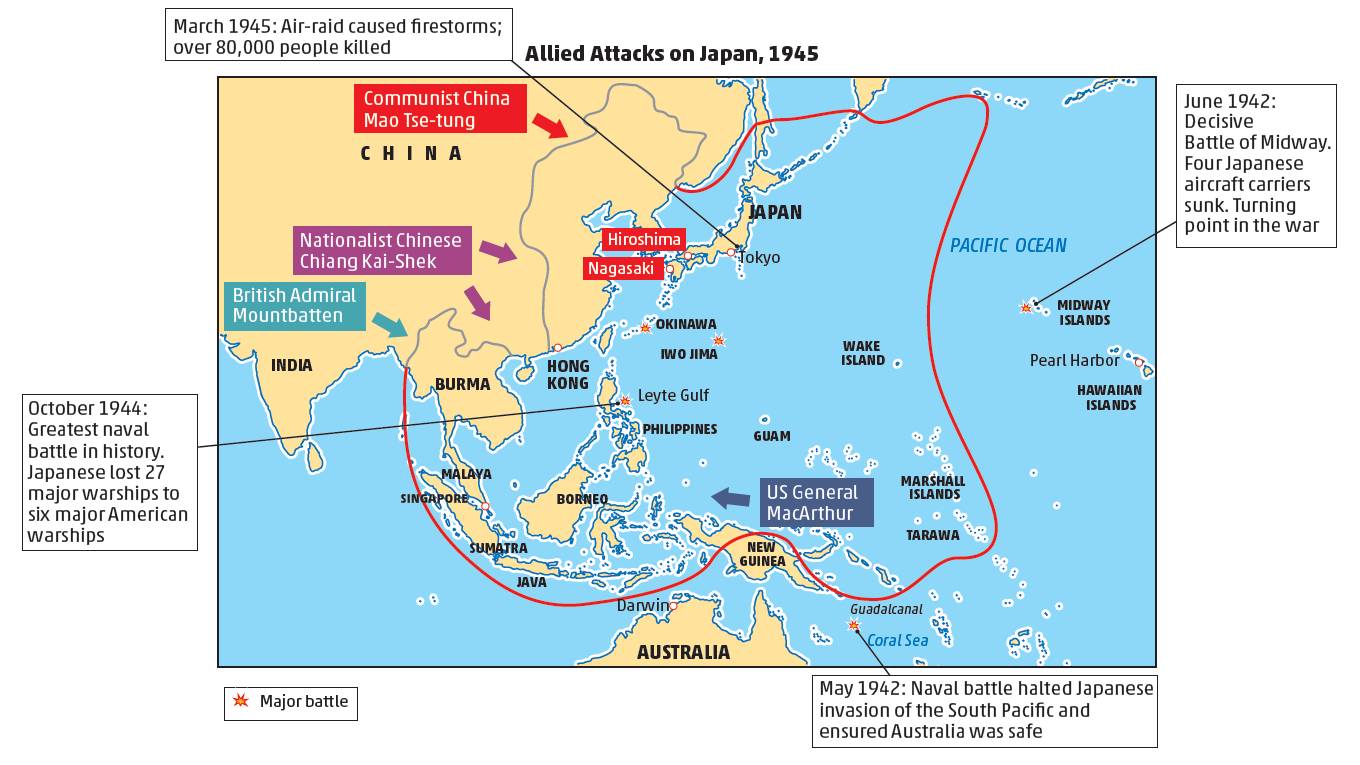 March 1945: Air-raid caused firestorms;
over 80,000 people killed
Allied Attacks on Japan, 1945
Communist China
Mao Tse-tung
CHINA
June 1942:
Decisive
Battle of Midway.
Four Japanese
aircraft carriers
sunk. Turning
point in the war
JAPAN
Nationalist Chinese
Chiang Kai-Shek
Hiroshima
Nagasaki
Tokyo
PACIFIC OCEAN
British Admiral
Mountbatten
OKINAWA
IWO JIMA
MIDWAY
ISLANDS
WAKE
ISLAND
Pearl Harbor
HAWAIIAN
ISLANDS
INDIA
BURMA
HONG
KONG
Leyte Gulf
PHILIPPINES
GUAM
October 1944:
Greatest naval
battle in history.
Japanese lost 27
major warships to
six major American
warships
MALAYA
SINGAPORE
BORNEO
US General
MacArthur
MARSHALL
ISLANDS
TARAWA
SUMATRA
JAVA
NEW
GUINEA
Darwin
Guadalcanal
Coral Sea
AUSTRALIA
Major battle
May 1942: Naval battle halted Japanese
invasion of the South Pacific and
ensured Australia was safe